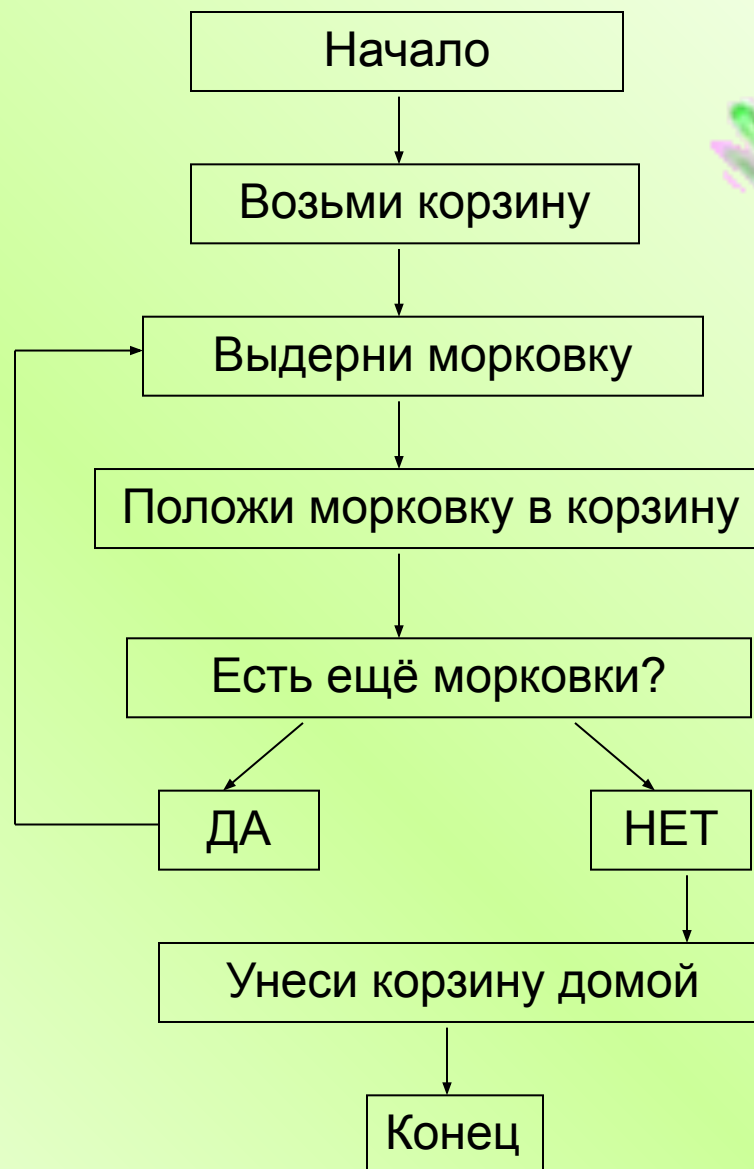 Начало
Возьми корзину
Выдерни морковку
Положи морковку в корзину
Есть ещё морковки?
ДА
НЕТ
Унеси корзину домой
Конец